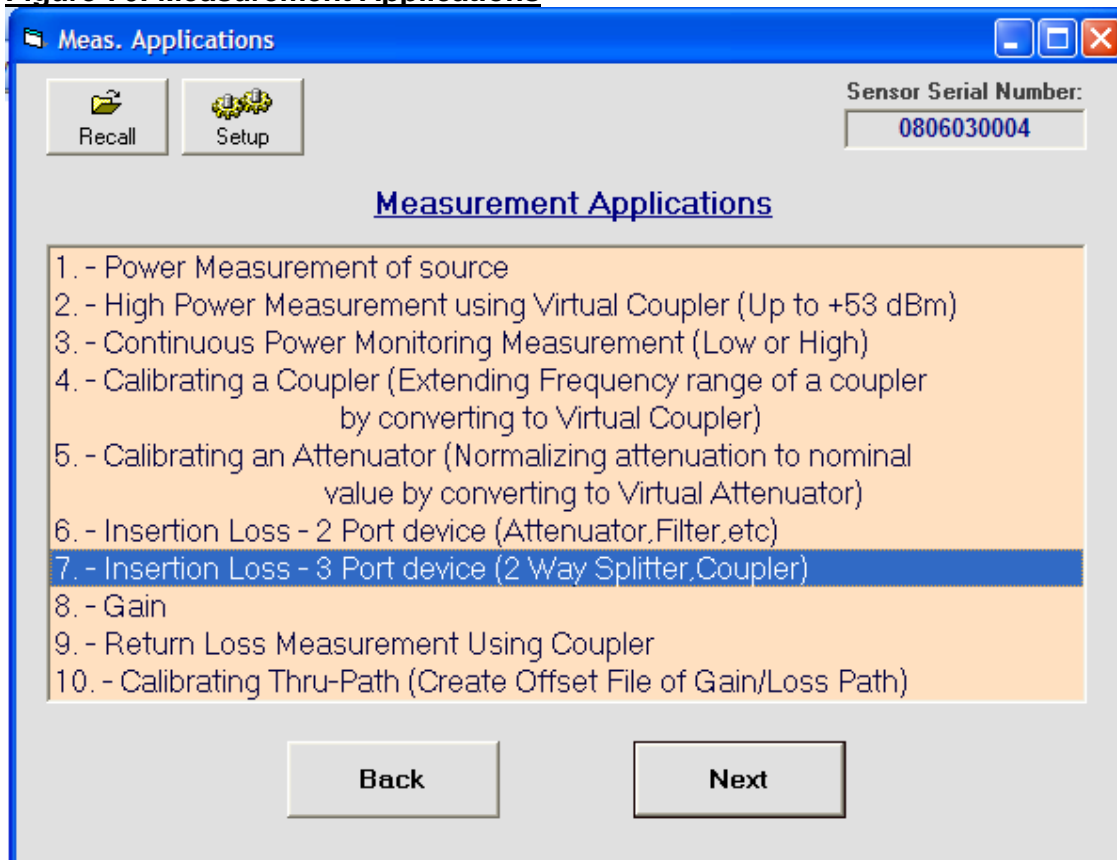 Meas. Applications
Recall
Setup
Sensor Serial Number:
0806030004
Measurement Applications
1. - Power Measurement of source
2. - High Power Measurement using Virtual Coupler (Up to +53 dBm)
3. - Continuous Power Monitoring Measurement (Low or High)
4. - Calibrating a Coupler (Extending Frequency range of a coupler
by converting to Virtual Coupler)
5. - Calibrating an Attenuator (Normalizing attenuation to nominal
value by converting to Virtual Attenuator)
6. - Insertion Loss - 2 Port device (Attenuator,Filter,etc)
7. - Insertion Loss - 3 Port device (2 Way Splitter,Coupler)
8. - Gain
9. - Return Loss Measurement Using Coupler
10. - Calibrating Thru-Path (Create Offset File of Gain/Loss Path)
Back
Next